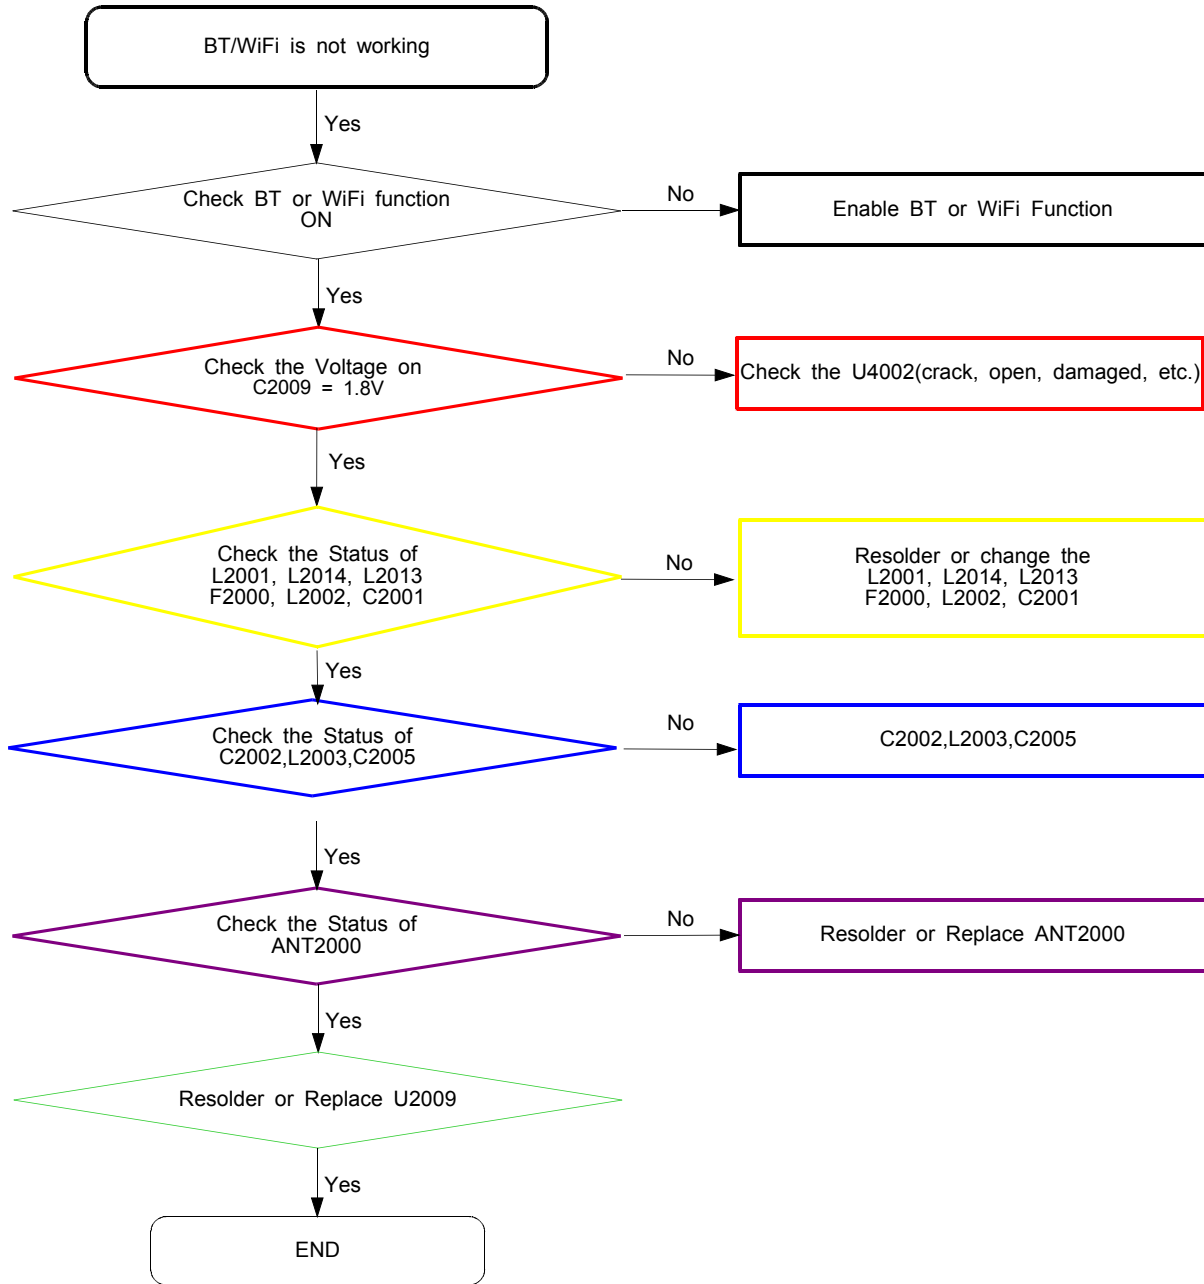 BT/WiFi is not working
Yes
Check BT or WiFi function
ON
No
Enable BT or WiFi Function
Yes
Check the Voltage on
C2009 = 1.8V
No
Check the U4002(crack, open, damaged, etc.)
Yes
Check the Status of
L2001, L2014, L2013
F2000, L2002, C2001
No
Resolder or change the
L2001, L2014, L2013
F2000, L2002, C2001
Yes
Check the Status of
C2002,L2003,C2005
No
C2002,L2003,C2005
Yes
Check the Status of
ANT2000
No
Resolder or Replace ANT2000
Yes
Resolder or Replace U2009
Yes
END